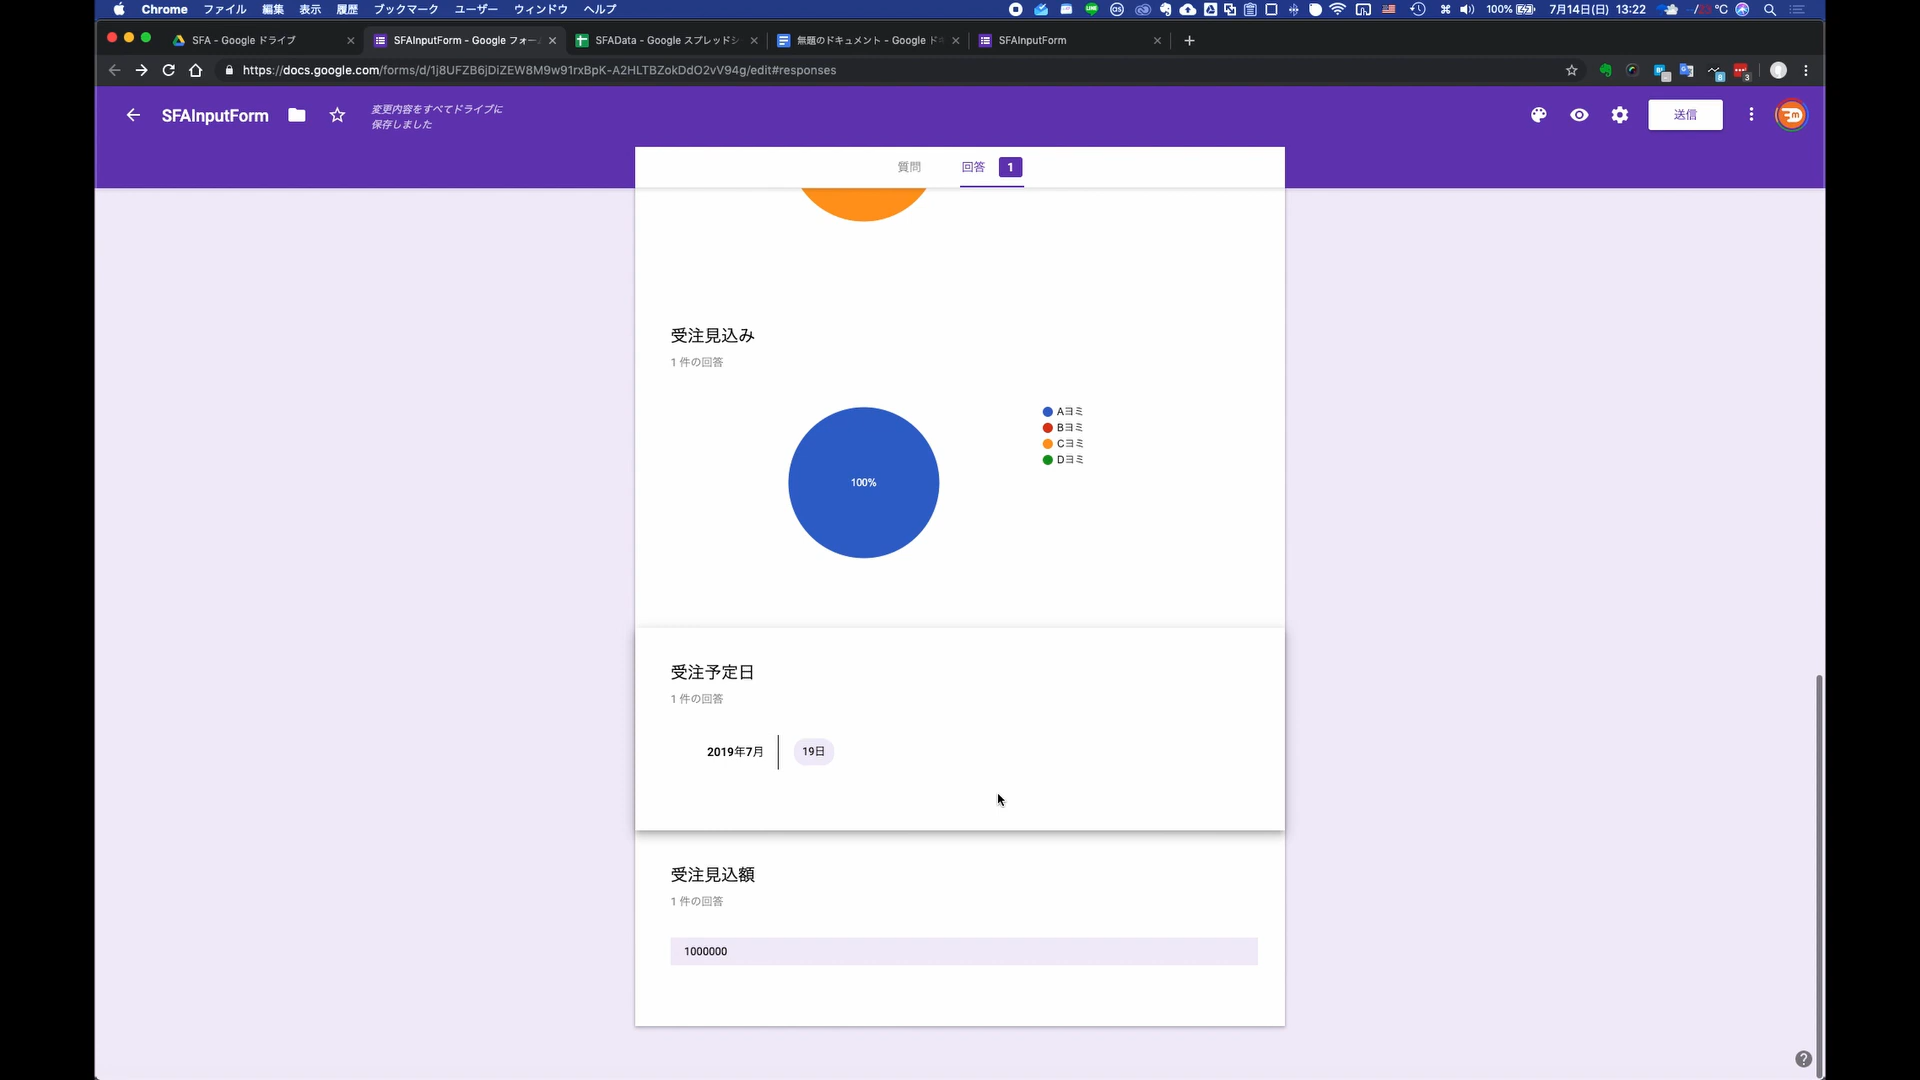 Chrome ファイル 編集 表示 履歴 ブックマーク ユーザー ウィンドウ ヘルプ
100% 7月14日(日) 13:22 °C
SFA - Google ドライブ
SFAInputForm - Google フォー
SFAData - Google スプレッドシ
無題のドキュメント - Google ド
SFAInputForm
https://docs.google.com/forms/d/1j8UFZB6jDiZEW8M9w91rxBpK-A2HLTBZokDdO2vV94g/edit#responses
SFAInputForm
変更内容をすべてドライブに
保存しました
送信
質問 回答 1
受注見込み
1 件の回答
100%
Aヨミ
Bヨミ
Cヨミ
Dヨミ
受注予定日
1 件の回答
2019年7月 19日
受注見込額
1 件の回答
1000000